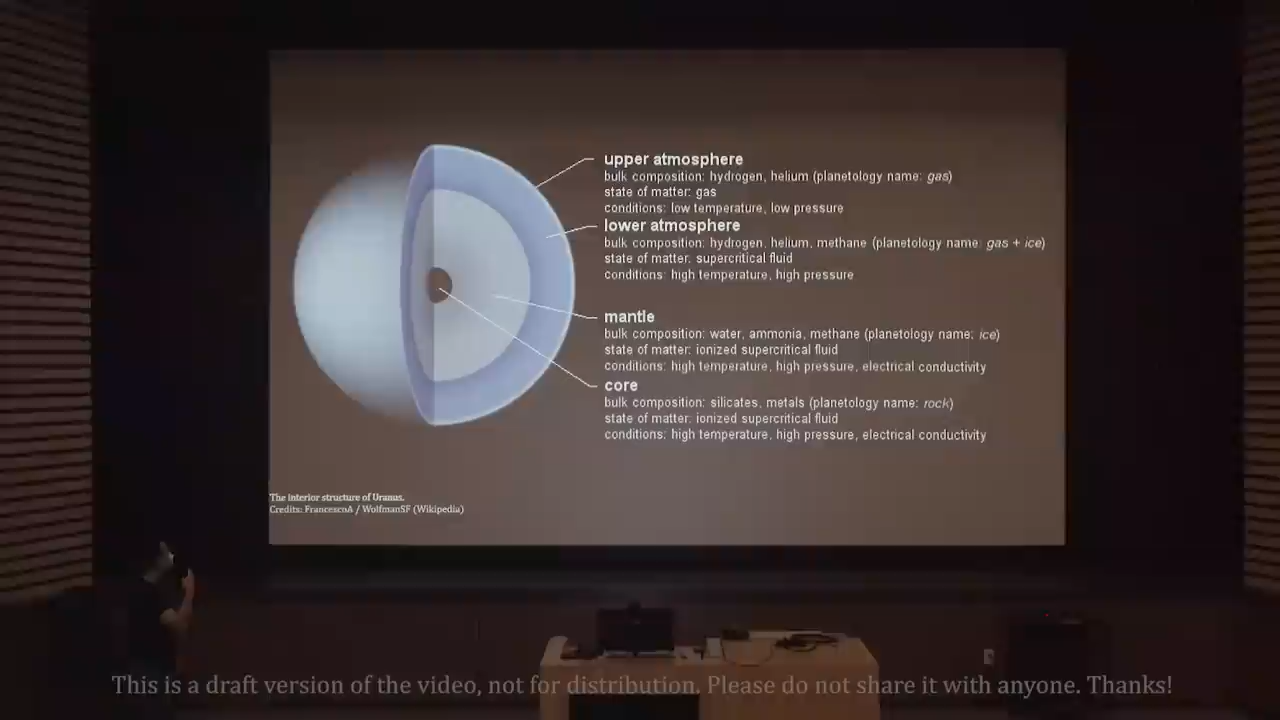 upper atmosphere
bulk composition: hydrogen, helium (planetology name: gas)
state of matter: gas
conditions: low temperature, low pressure
lower atmosphere
bulk composition: hydrogen, helium, methane (planetology name: gas + ice)
state of matter: supercritical fluid
conditions: high temperature, high pressure
mantle
bulk composition: water, ammonia, methane (planetology name: ice)
state of matter: ionized supercritical fluid
conditions: high temperature, high pressure, electrical conductivity
core
bulk composition: silicates, metals (planetology name: rock)
state of matter: ionized supercritical fluid
conditions: high temperature, high pressure, electrical conductivity
The interior structure of Uranus.
Credits: FrancescoA / WolfmanSF (Wikipedia)
This is a draft version of the video, not for distribution. Please do not share it with anyone. Thanks!